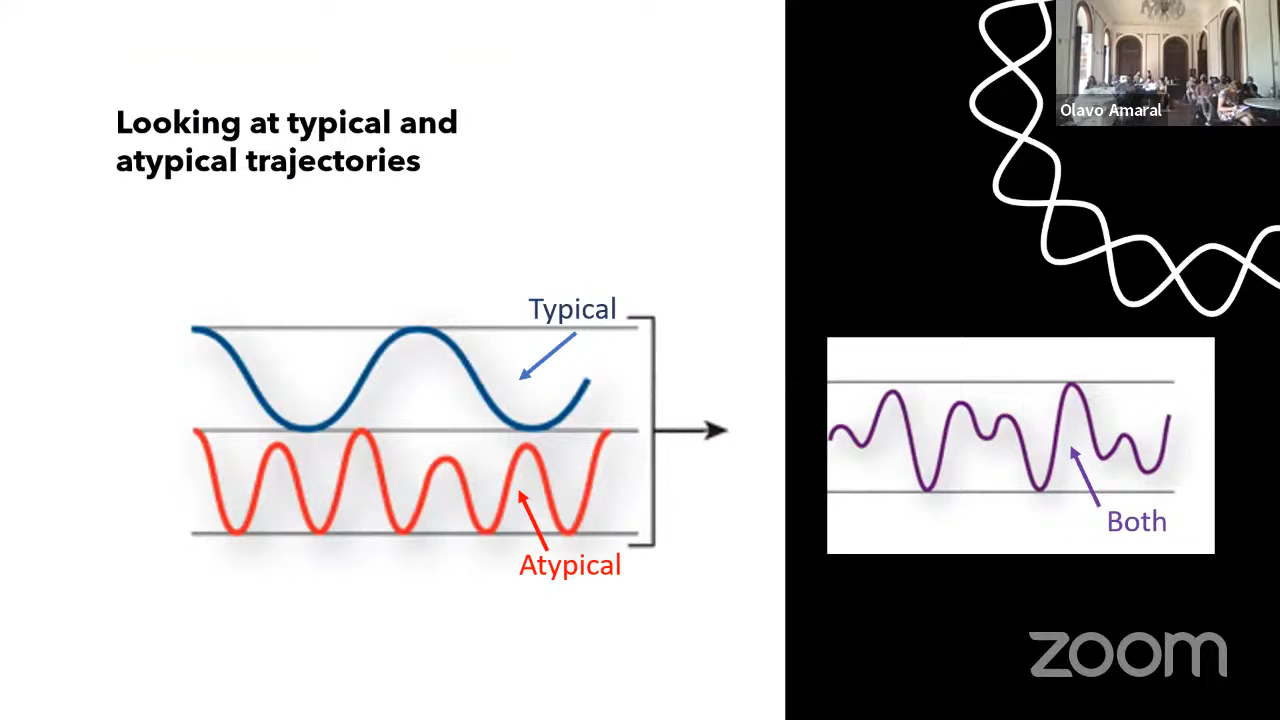 Looking at typical and
atypical trajectories
Olavo Amaral
Typical
Atypical
Both
zoom